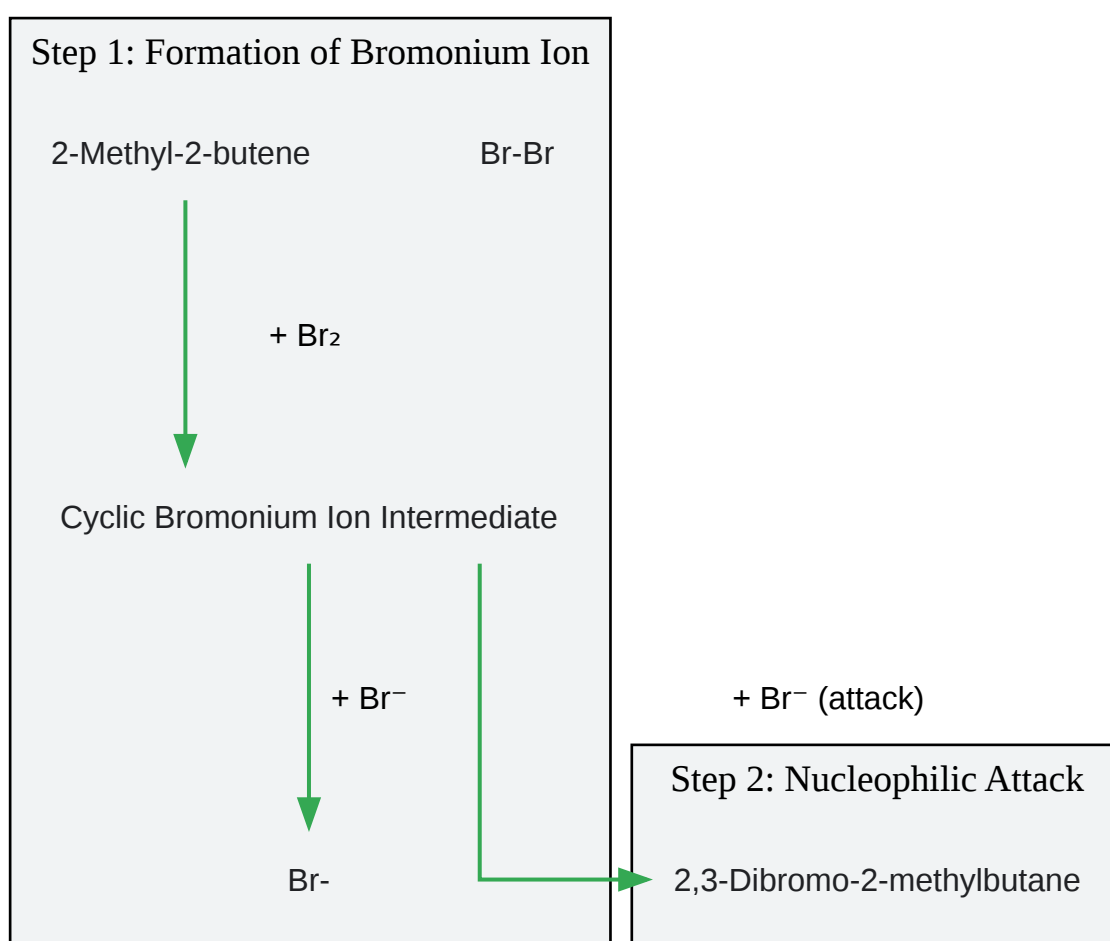 Step 1: Formation of Bromonium Ion
2-Methyl-2-butene
Br-Br
+ Br₂
Cyclic Bromonium Ion Intermediate
+ Br⁻
+ Br⁻ (attack)
Step 2: Nucleophilic Attack
Br-
2,3-Dibromo-2-methylbutane